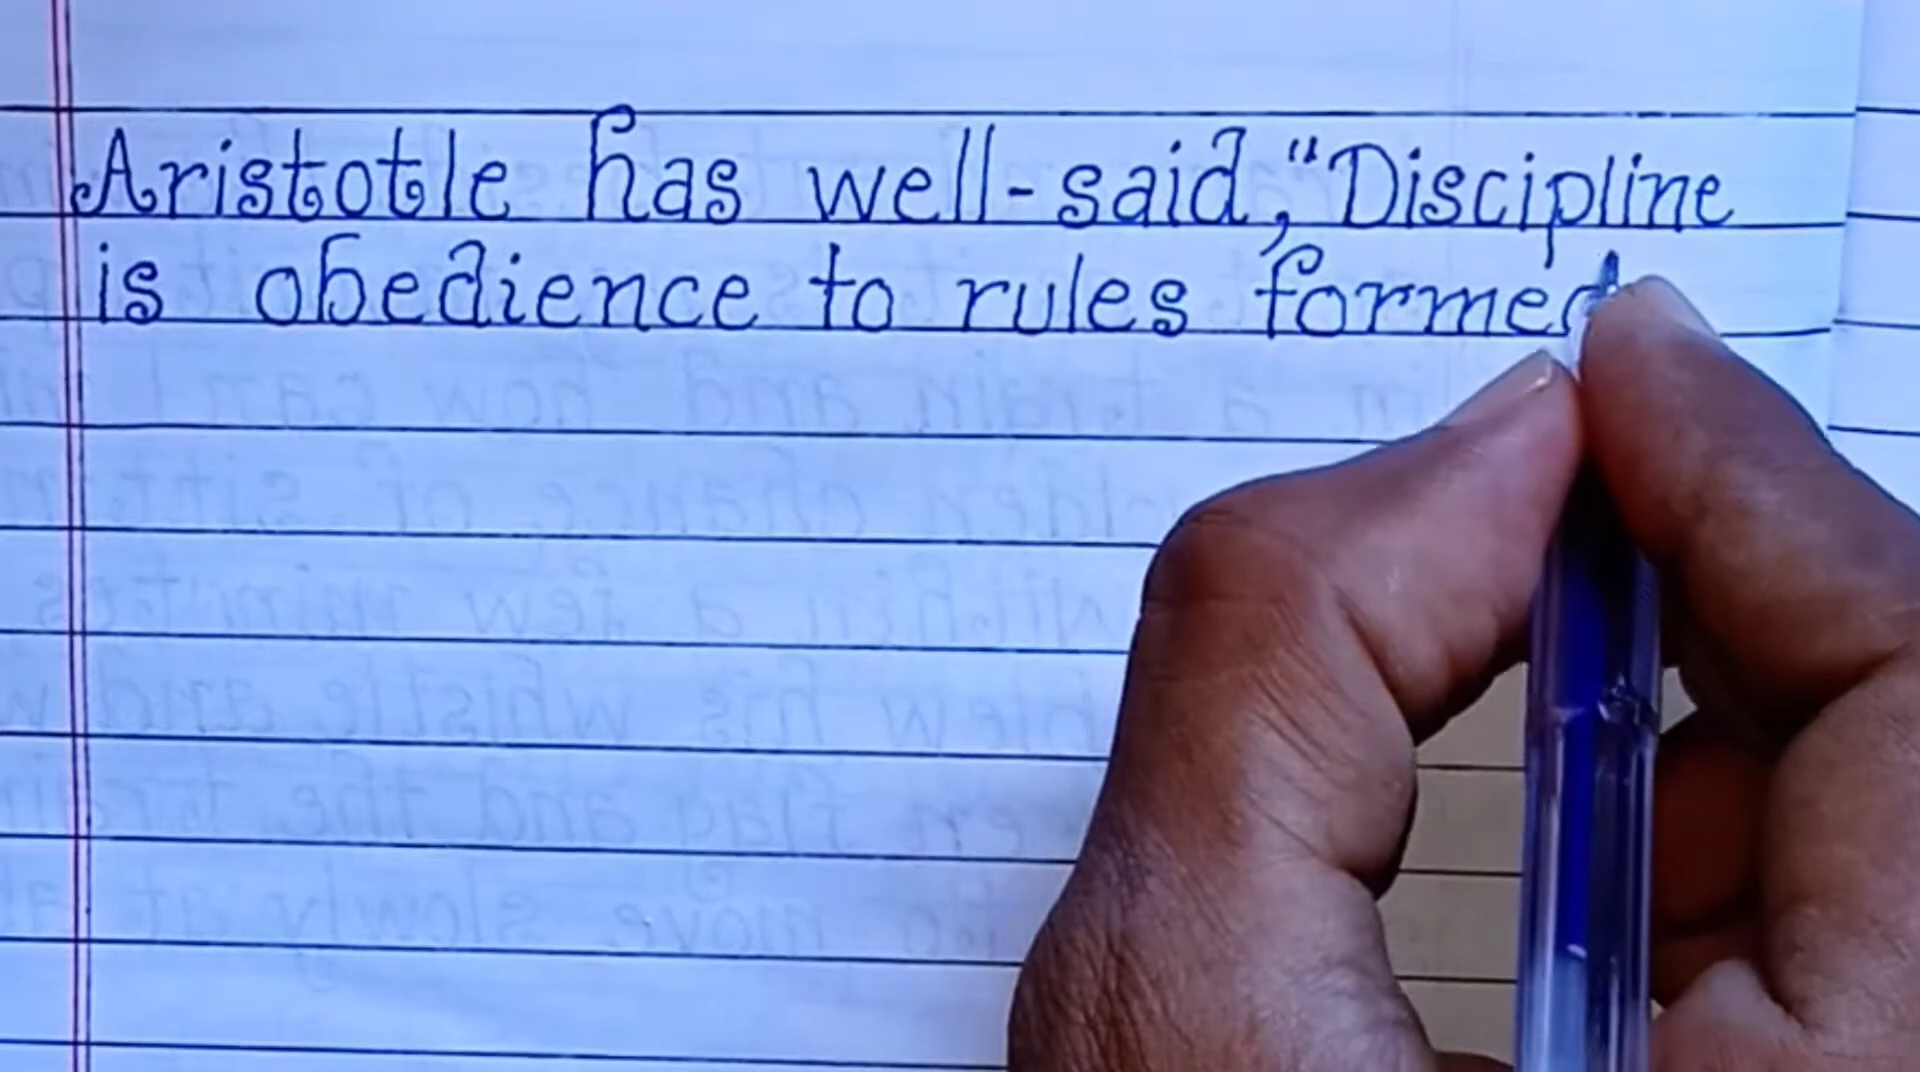 Aristotle has well-said, "Discipline
is obedience to rules formed